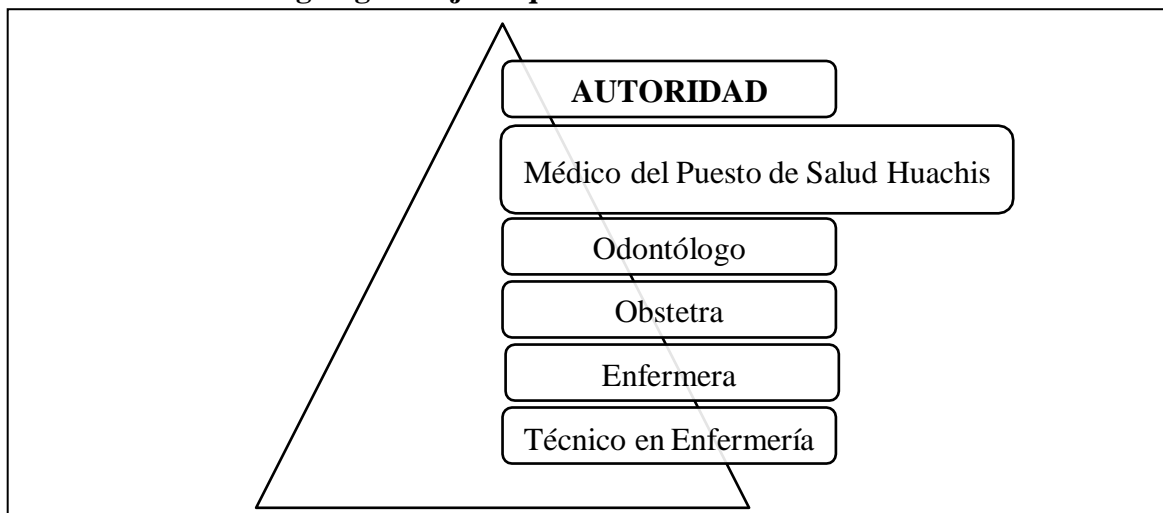 AUTORIDAD
Médico del Puesto de Salud Huachis
Odontólogo
Obstetra
Enfermera
Técnico en Enfermería